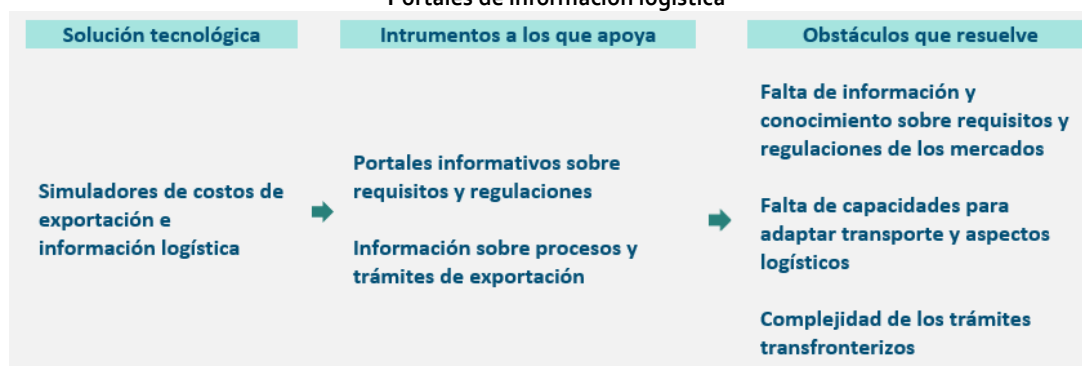 Portales de información logística
Solución tecnológica
Intrumentos a los que apoya
Obstáculos que resuelve
Simuladores de costos de
exportación e
información logística
Portales informativos sobre
requisitos y regulaciones
Información sobre procesos y
trámites de exportación
Falta de información y
conocimiento sobre requisitos y
regulaciones de los mercados
Falta de capacidades para
adaptar transporte y aspectos
logísticos
Complejidad de los trámites
transfronterizos